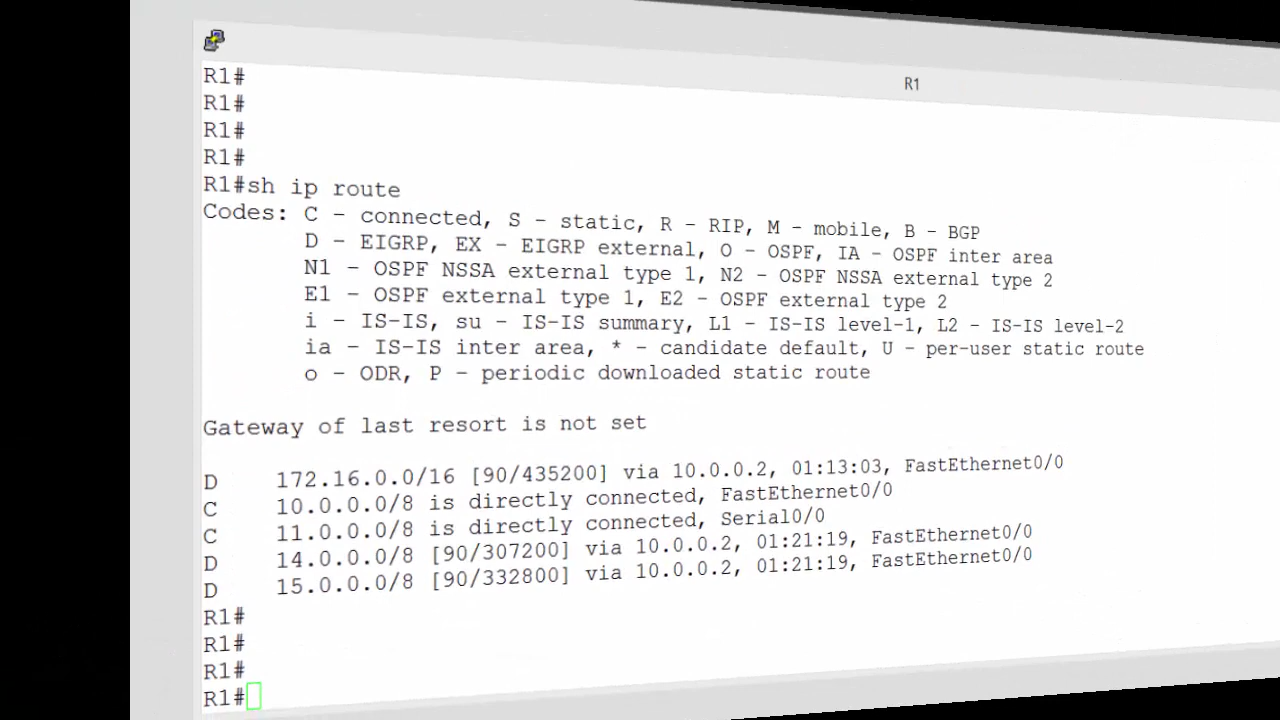 R1
R1#
R1#
R1#
R1#
R1#sh ip route
Codes: C - connected, S - static, R - RIP, M - mobile, B - BGP
D - EIGRP, EX - EIGRP external, O - OSPF, IA - OSPF inter area
N1 - OSPF NSSA external type 1, N2 - OSPF NSSA external type 2
E1 - OSPF external type 1, E2 - OSPF external type 2
i - IS-IS, su - IS-IS summary, L1 - IS-IS level-1, L2 - IS-IS level-2
ia - IS-IS inter area, * - candidate default, U - per-user static route
o - ODR, P - periodic downloaded static route
Gateway of last resort is not set
D 172.16.0.0/16 [90/435200] via 10.0.0.2, 01:13:03, FastEthernet0/0
C 10.0.0.0/8 is directly connected, FastEthernet0/0
C 11.0.0.0/8 is directly connected, Serial0/0
D 14.0.0.0/8 [90/307200] via 10.0.0.2, 01:21:19, FastEthernet0/0
D 15.0.0.0/8 [90/332800] via 10.0.0.2, 01:21:19, FastEthernet0/0
R1#
R1#
R1#
R1#